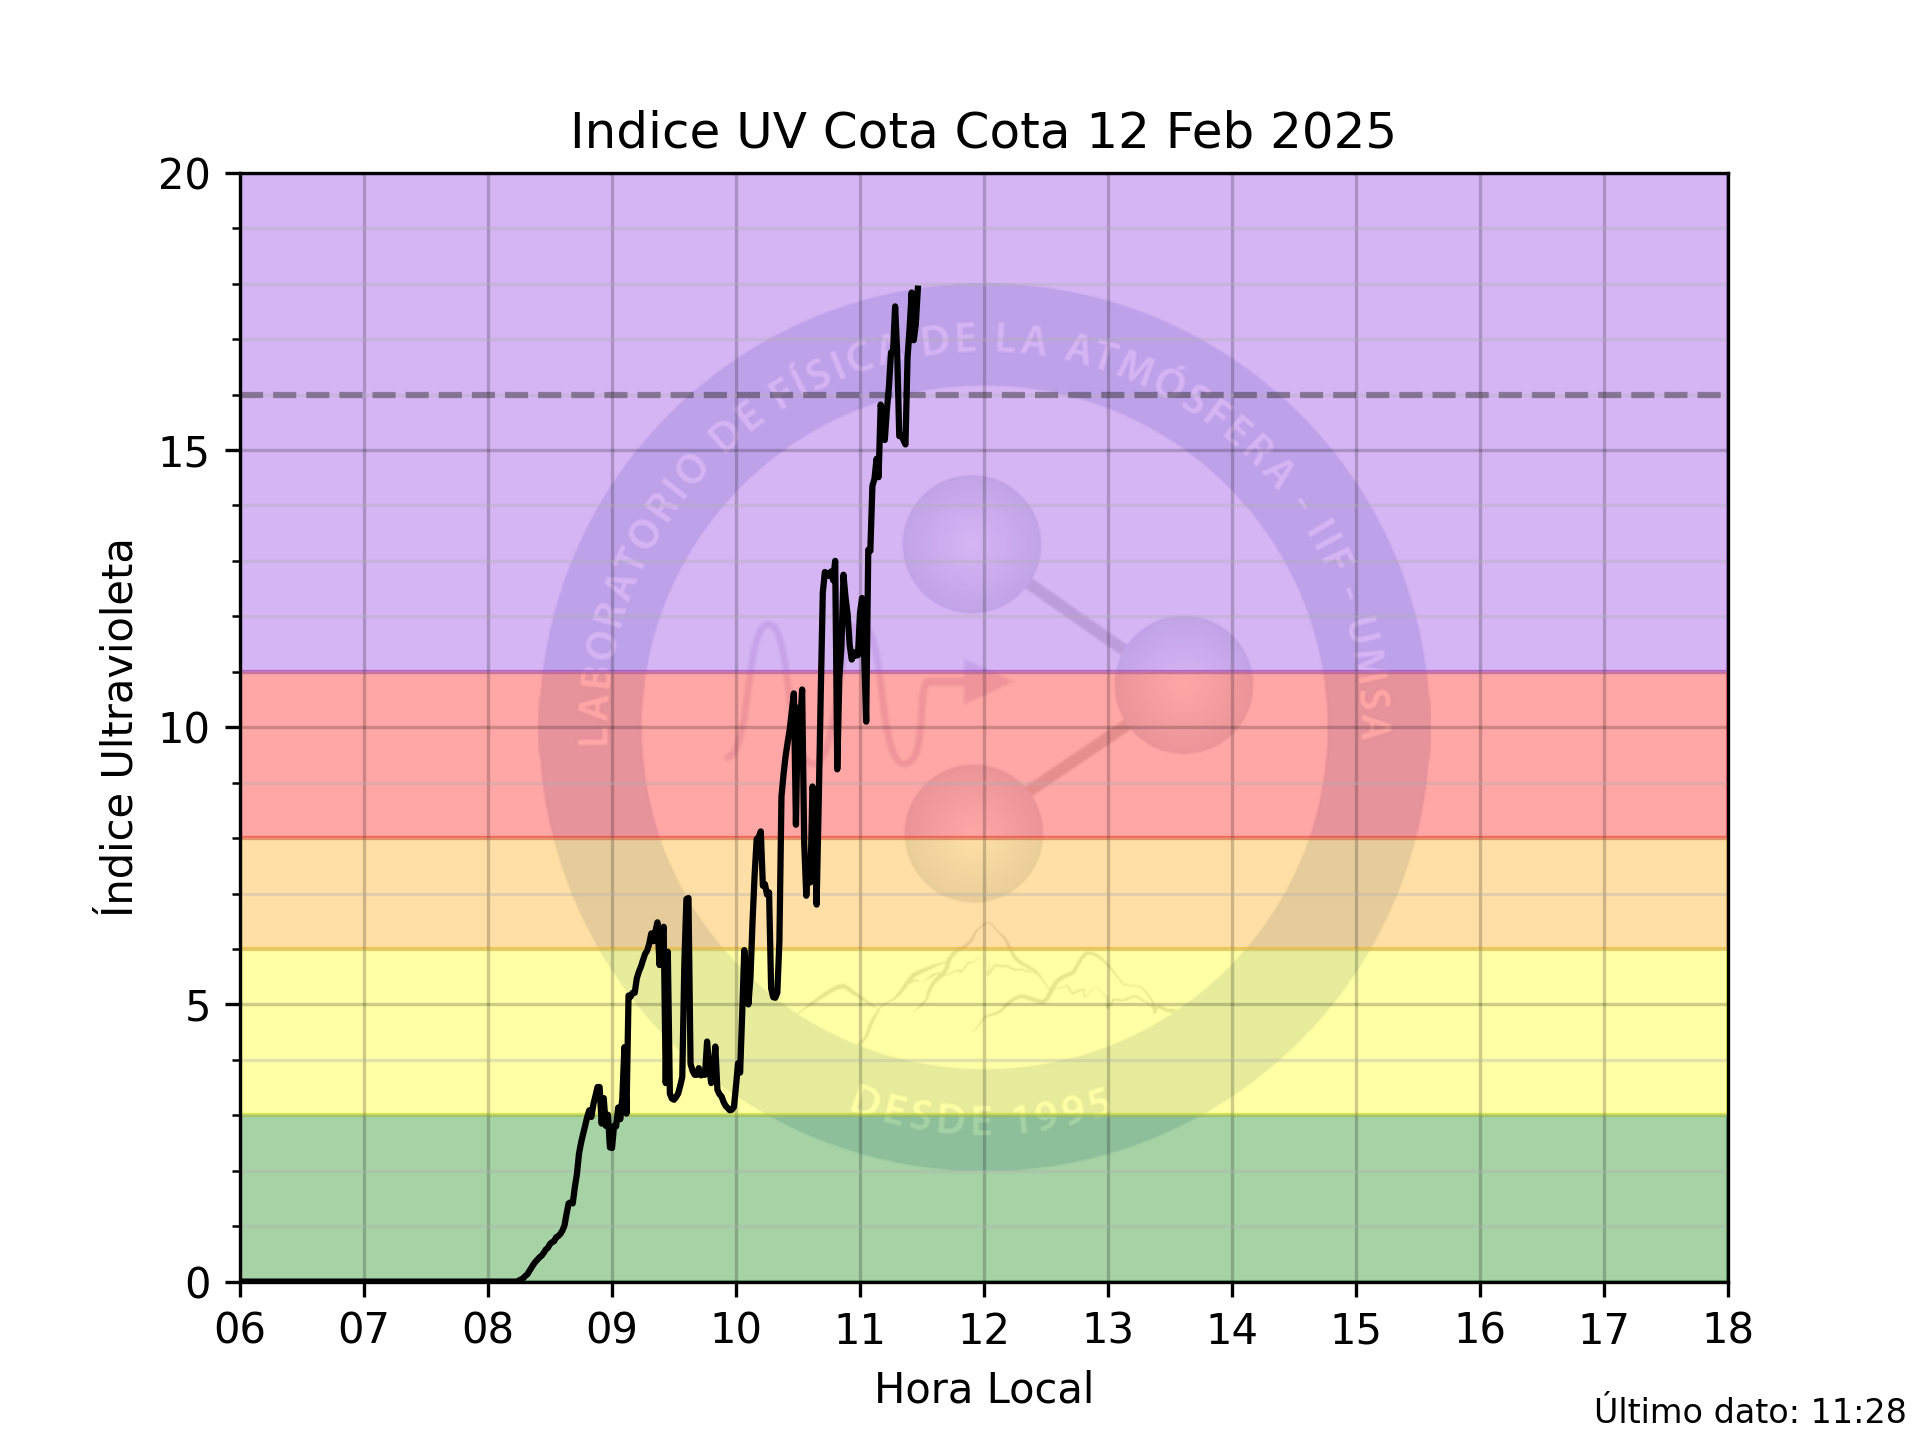 Indice UV Cota Cota 12 Feb 2025
20
15
10
5
0
Índice Ultravioleta
LABORATORIO DE FÍSICA DE LA ATMÓSFERA - IIF - UMSA
DESDE 1995
06 07 08 09 10 11 12 13 14 15 16 17 18
Hora Local
Último dato: 11:28